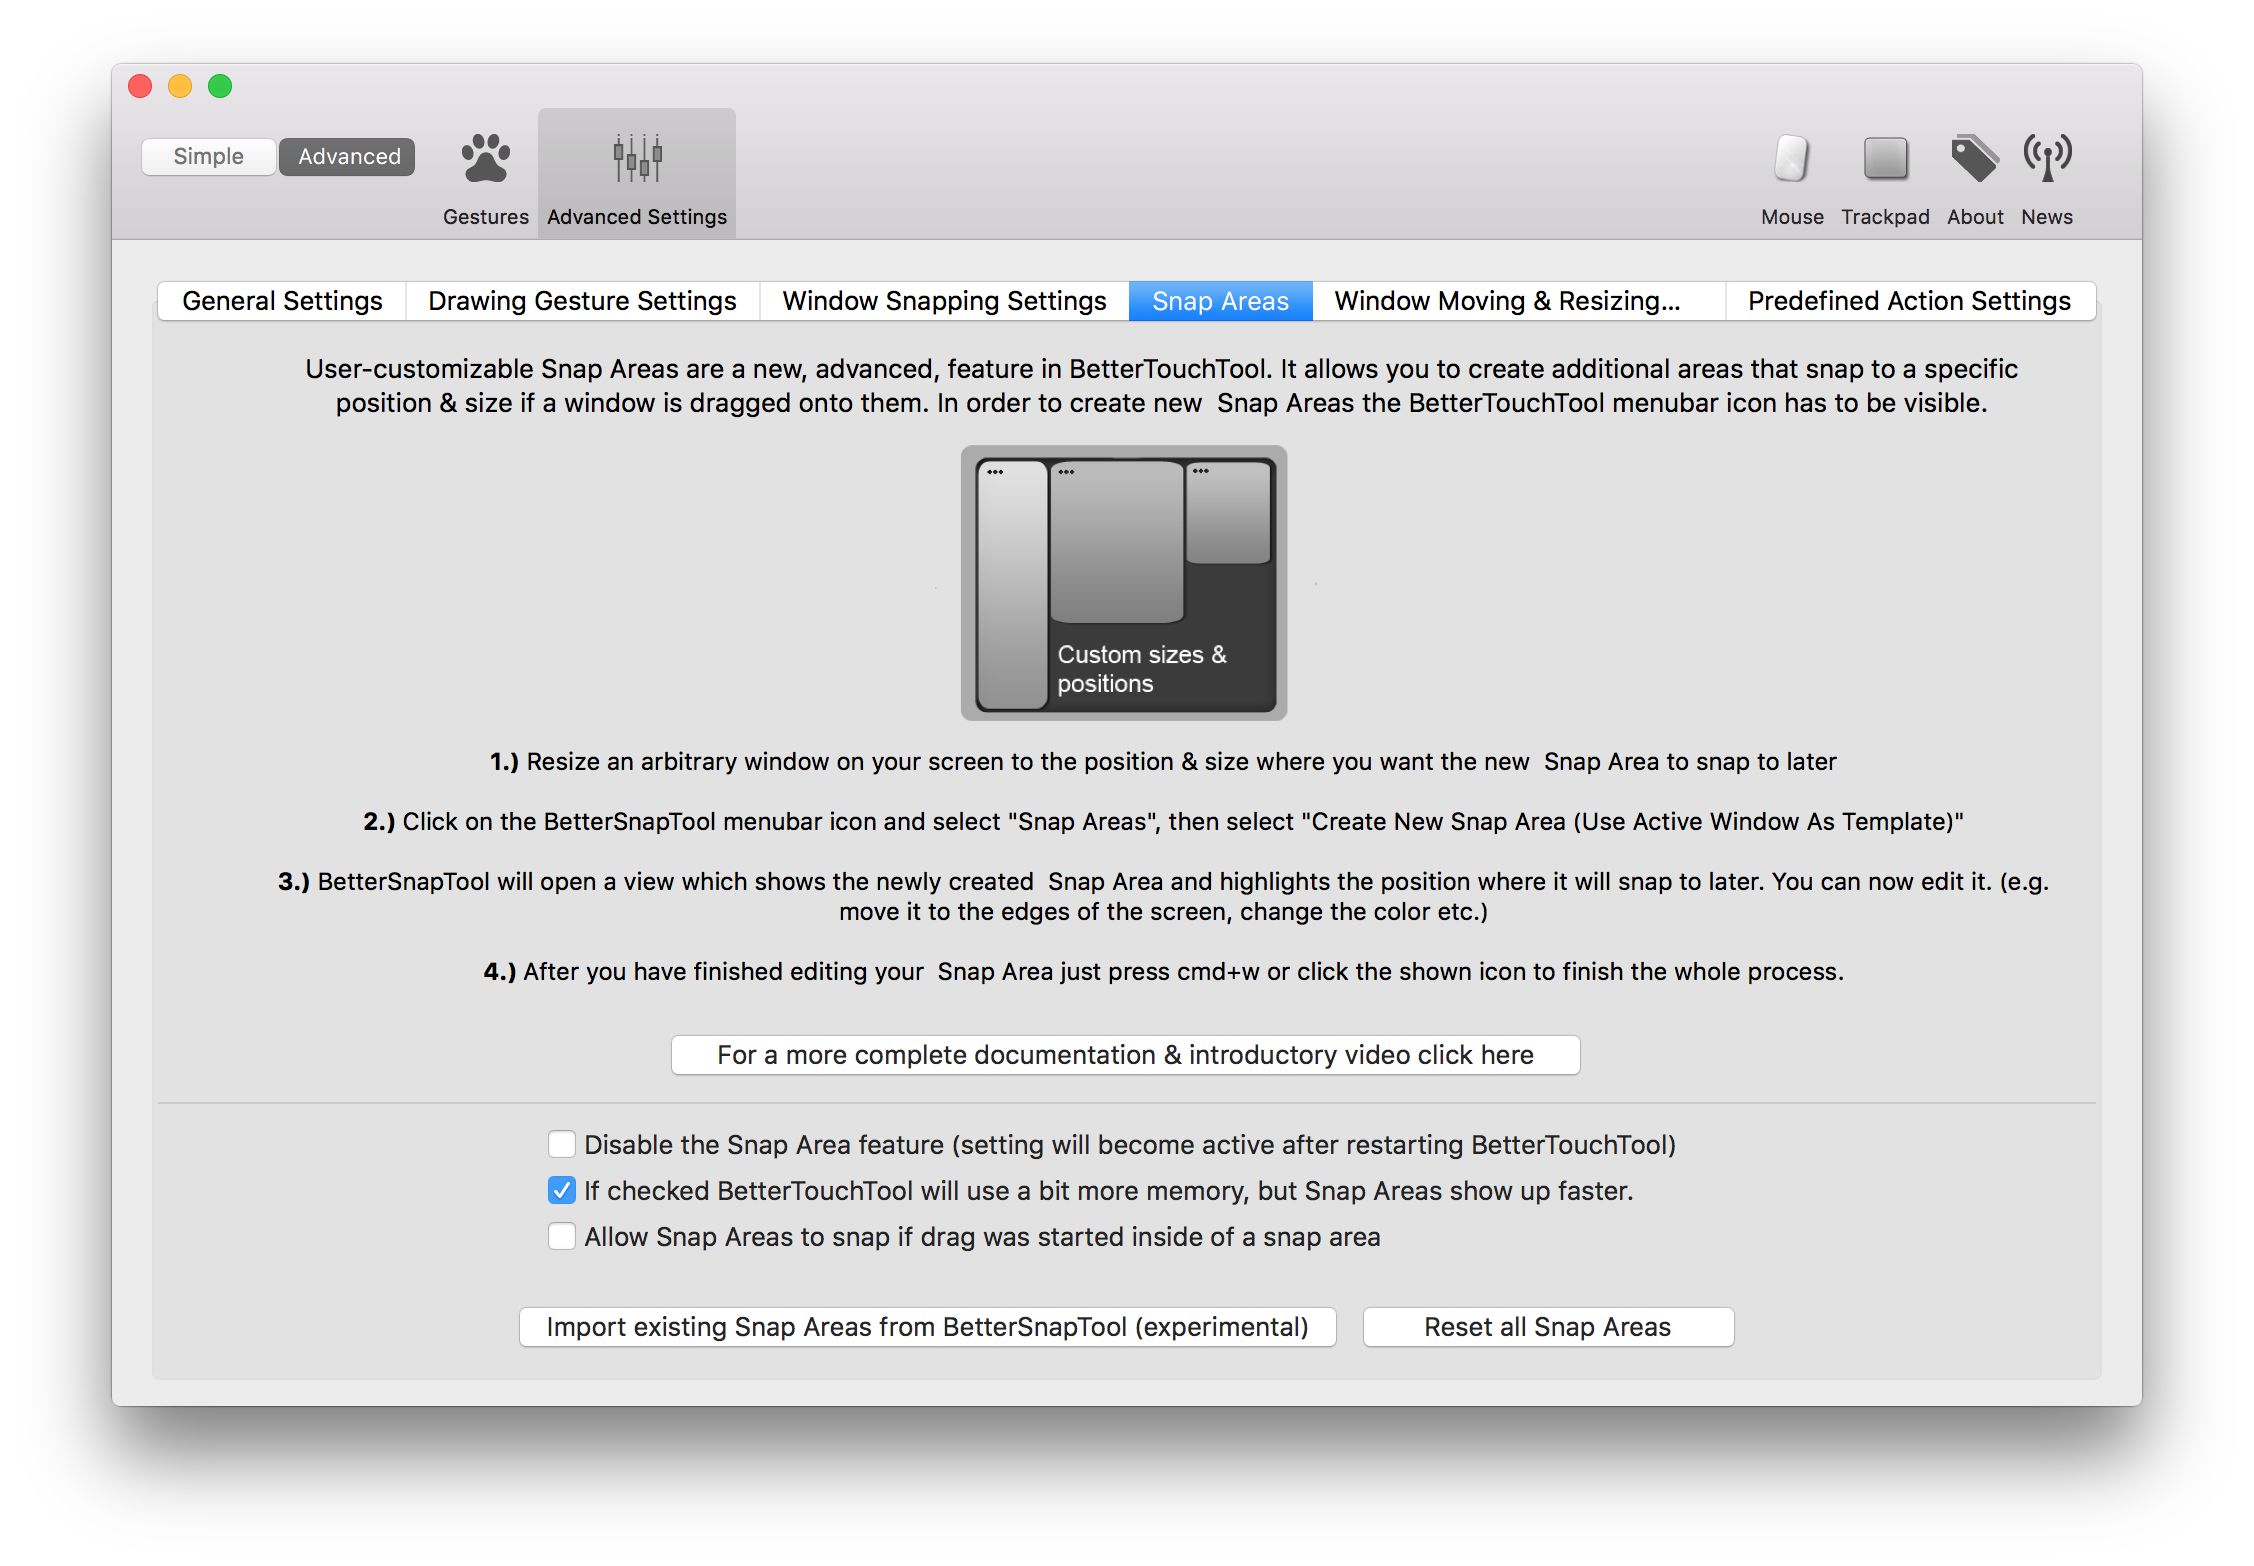 Simple
Advanced
Gestures
Advanced Settings
Mouse
Trackpad
About
News
General Settings
Drawing Gesture Settings
Window Snapping Settings
Snap Areas
Window Moving & Resizing...
Predefined Action Settings
User-customizable Snap Areas are a new, advanced, feature in BetterTouchTool. It allows you to create additional areas that snap to a specific
position & size if a window is dragged onto them. In order to create new  Snap Areas the BetterTouchTool menubar icon has to be visible.
Custom sizes &
positions
1.) Resize an arbitrary window on your screen to the position & size where you want the new  Snap Area to snap to later
2.) Click on the BetterSnapTool menubar icon and select "Snap Areas", then select "Create New Snap Area (Use Active Window As Template)"
3.) BetterSnapTool will open a view which shows the newly created  Snap Area and highlights the position where it will snap to later. You can now edit it. (e.g.
move it to the edges of the screen, change the color etc.)
4.) After you have finished editing your  Snap Area just press cmd+w or click the shown icon to finish the whole process.
For a more complete documentation & introductory video click here
Disable the Snap Area feature (setting will become active after restarting BetterTouchTool)
If checked BetterTouchTool will use a bit more memory, but Snap Areas show up faster.
Allow Snap Areas to snap if drag was started inside of a snap area
Import existing Snap Areas from BetterSnapTool (experimental)
Reset all Snap Areas